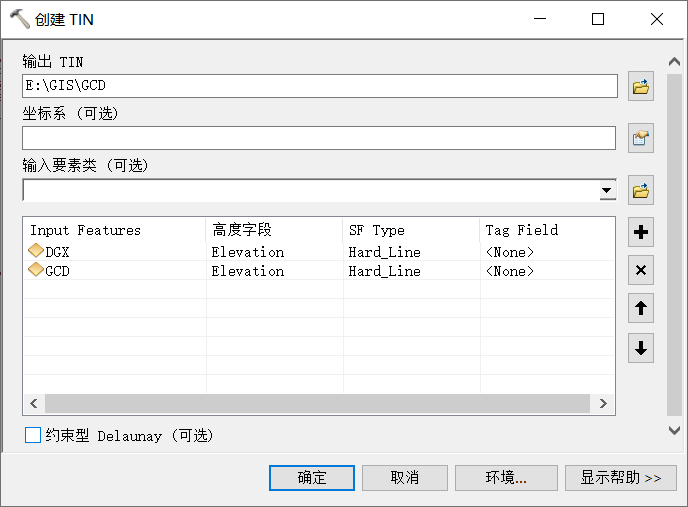 创建 TIN
输出 TIN
E:\GIS\GCD
坐标系 (可选)
输入要素类 (可选)
Input Features 高度字段 SF Type Tag Field
DGX Elevation Hard_Line <None>
GCD Elevation Hard_Line <None>
约束型 Delaunay (可选)
确定 取消 环境... 显示帮助 >>